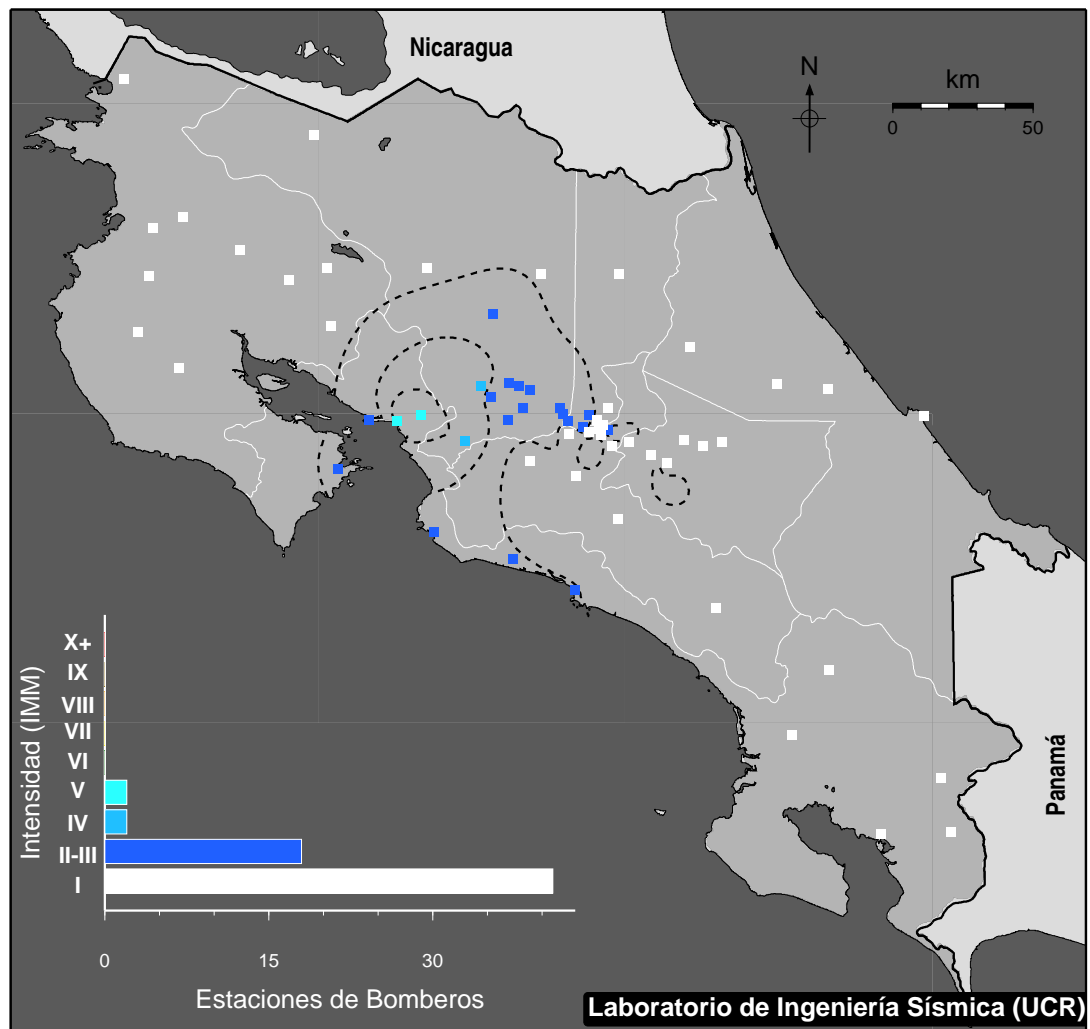 Nicaragua
N
km
0 50
Panamá
Intensidad (IMM)
X+
IX
VIII
VII
VI
V
IV
II-III
I
0 15 30
Estaciones de Bomberos
Laboratorio de Ingeniería Sísmica (UCR)